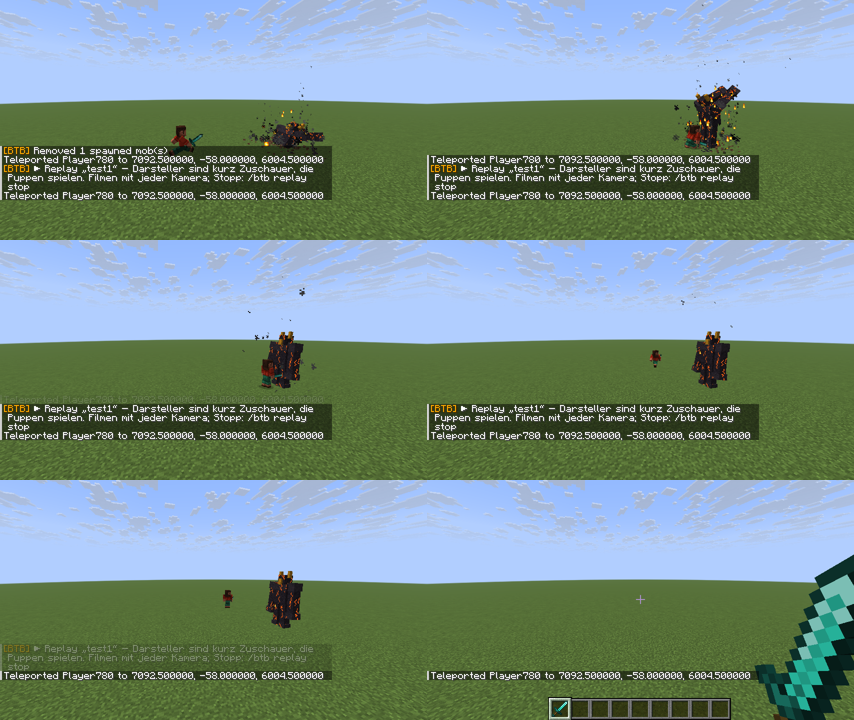 [BTB] Removed 1 spawned mob(s)
Teleported Player780 to 7092.500000, -58.000000, 6004.500000
[BTB] ► Replay „test1“ — Darsteller sind kurz Zuschauer, die
Puppen spielen. Filmen mit jeder Kamera; Stopp: /btb replay
stop
Teleported Player780 to 7092.500000, -58.000000, 6004.500000
Teleported Player780 to 7092.500000, -58.000000, 6004.500000
[BTB] ► Replay „test1“ — Darsteller sind kurz Zuschauer, die
Puppen spielen. Filmen mit jeder Kamera; Stopp: /btb replay
stop
Teleported Player780 to 7092.500000, -58.000000, 6004.500000
[BTB] ► Replay „test1“ — Darsteller sind kurz Zuschauer, die
Puppen spielen. Filmen mit jeder Kamera; Stopp: /btb replay
stop
Teleported Player780 to 7092.500000, -58.000000, 6004.500000
[BTB] ► Replay „test1“ — Darsteller sind kurz Zuschauer, die
Puppen spielen. Filmen mit jeder Kamera; Stopp: /btb replay
stop
Teleported Player780 to 7092.500000, -58.000000, 6004.500000
[BTB] ► Replay „test1“ — Darsteller sind kurz Zuschauer, die
Puppen spielen. Filmen mit jeder Kamera; Stopp: /btb replay
stop
Teleported Player780 to 7092.500000, -58.000000, 6004.500000
Teleported Player780 to 7092.500000, -58.000000, 6004.500000